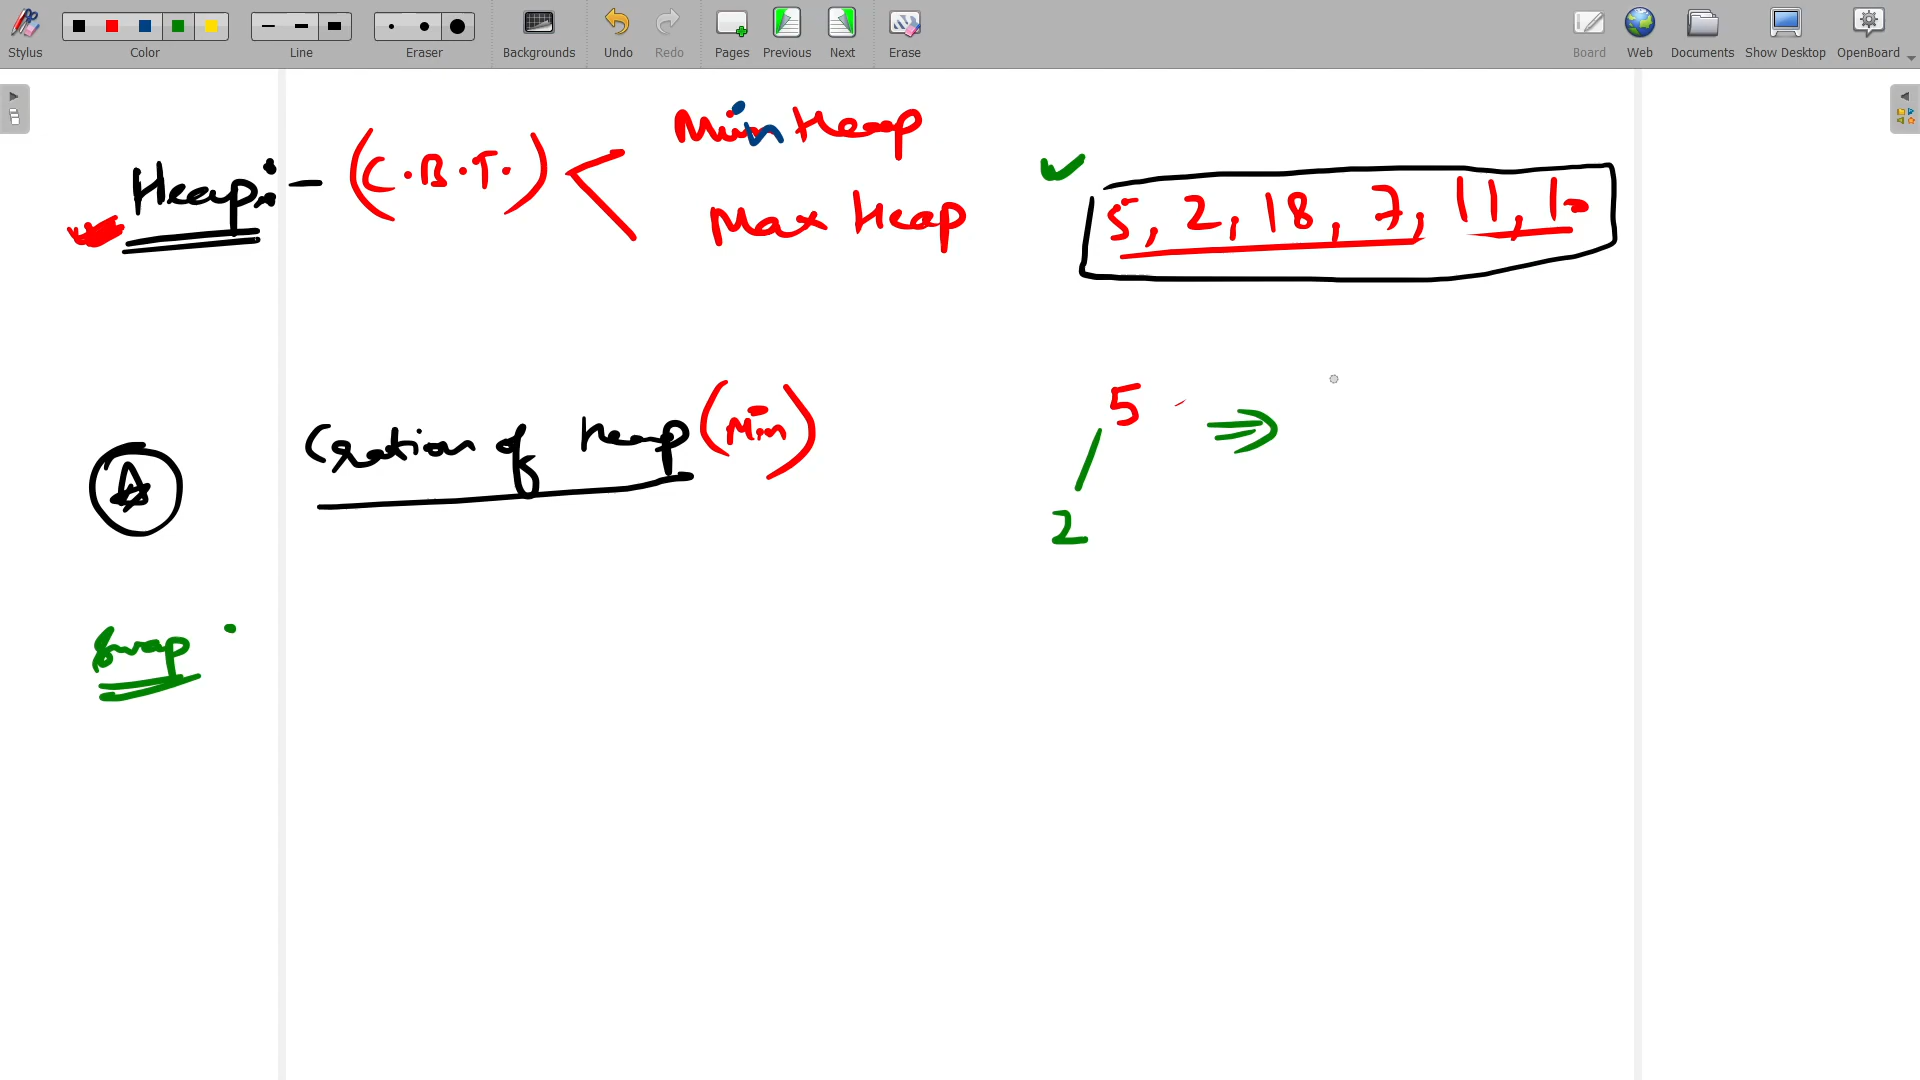 Stylus Color Line Eraser Backgrounds Undo Redo Pages Previous Next Erase Board Web Documents Show Desktop OpenBoard
Min Heap
Heap:- (C.B.T.)
Max Heap
5, 2, 18, 7, 11, 10
Creation of heap (Min)
5
2
Swap